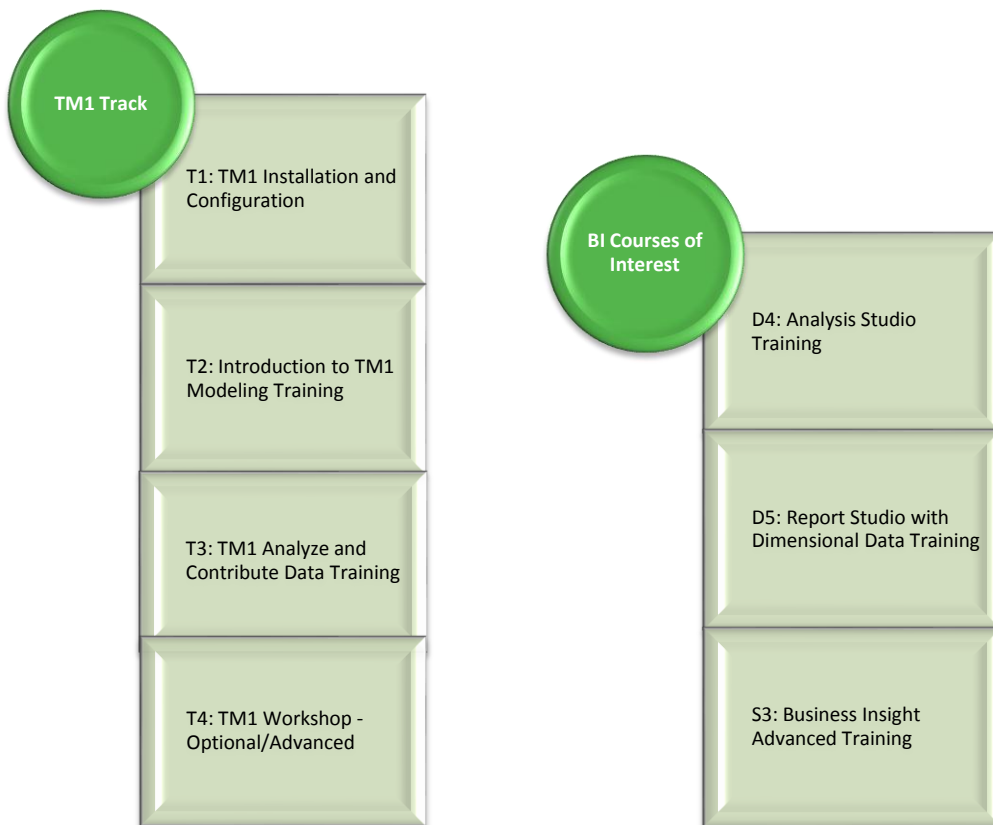 TM1 Track
T1: TM1 Installation and
Configuration
T2: Introduction to TM1
Modeling Training
T3: TM1 Analyze and
Contribute Data Training
T4: TM1 Workshop -
Optional/Advanced
BI Courses of
Interest
D4: Analysis Studio
Training
D5: Report Studio with
Dimensional Data Training
S3: Business Insight
Advanced Training